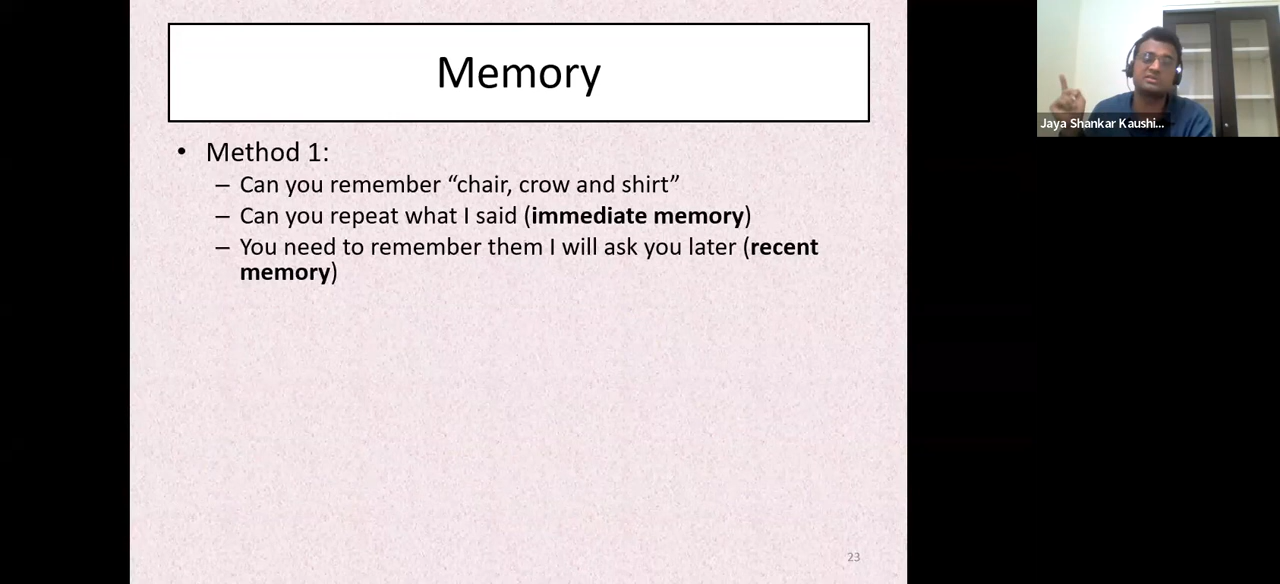 Memory
• Method 1:
– Can you remember “chair, crow and shirt”
– Can you repeat what I said (immediate memory)
– You need to remember them I will ask you later (recent
memory)
23
Jaya Shankar Kaushi...